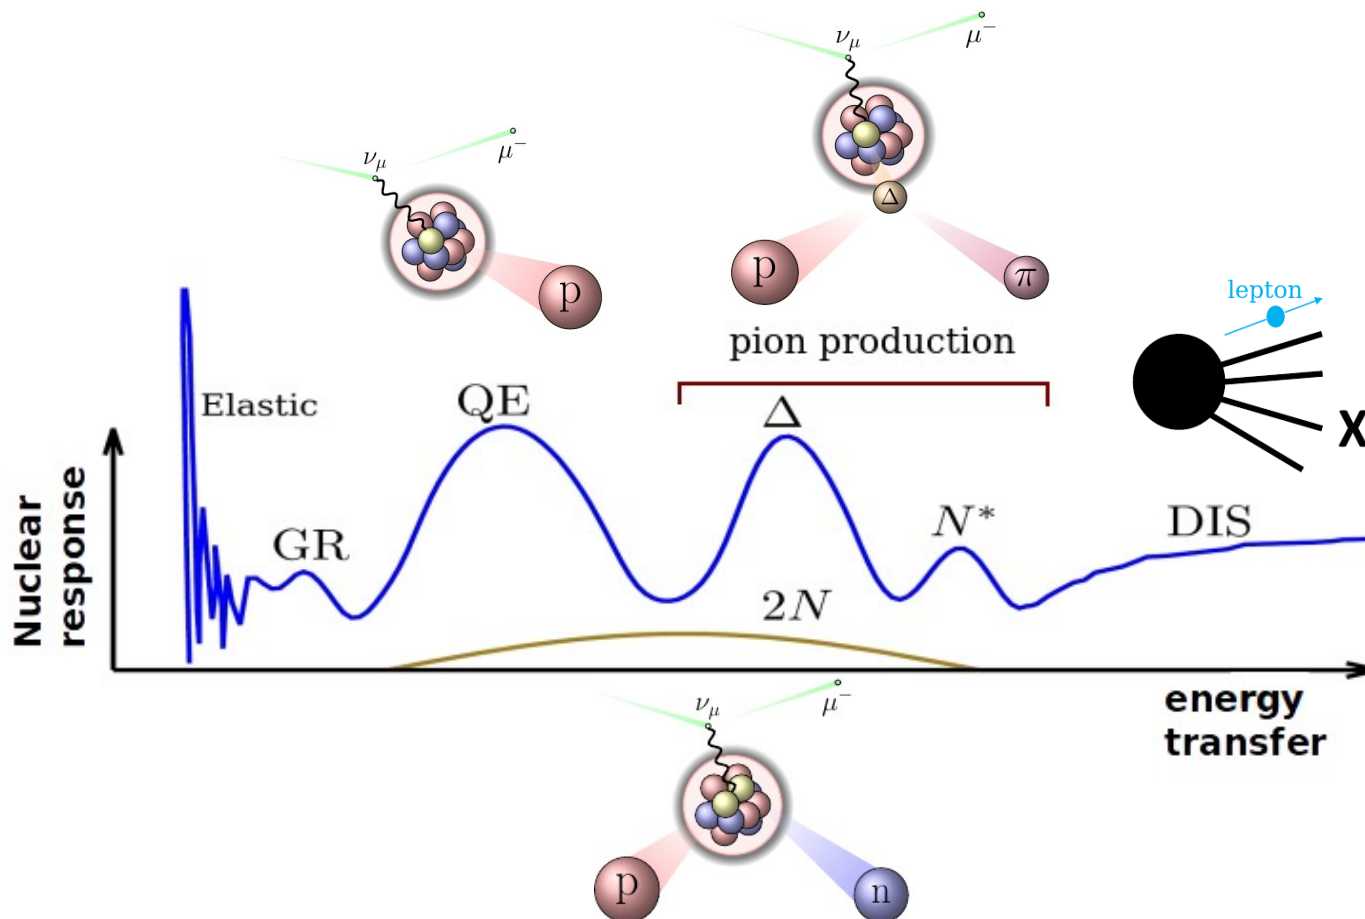 ν_μ
μ⁻
Δ
p
π
ν_μ
μ⁻
p
lepton
X
pion production
Elastic
QE
Δ
GR
N*
DIS
2N
Nuclear
response
energy
transfer
ν_μ
μ⁻
p
n